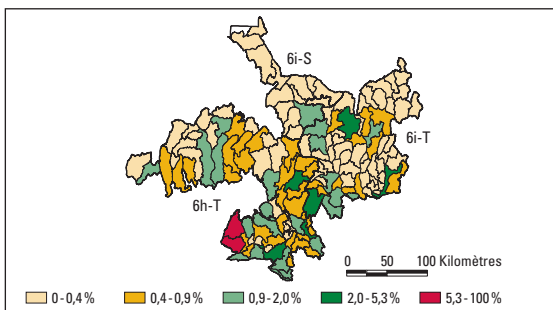 6i-S
6i-T
6h-T
0 50 100 Kilomètres
0-0,4 % 0,4-0,9 % 0,9-2,0 % 2,0-5,3 % 5,3-100 %